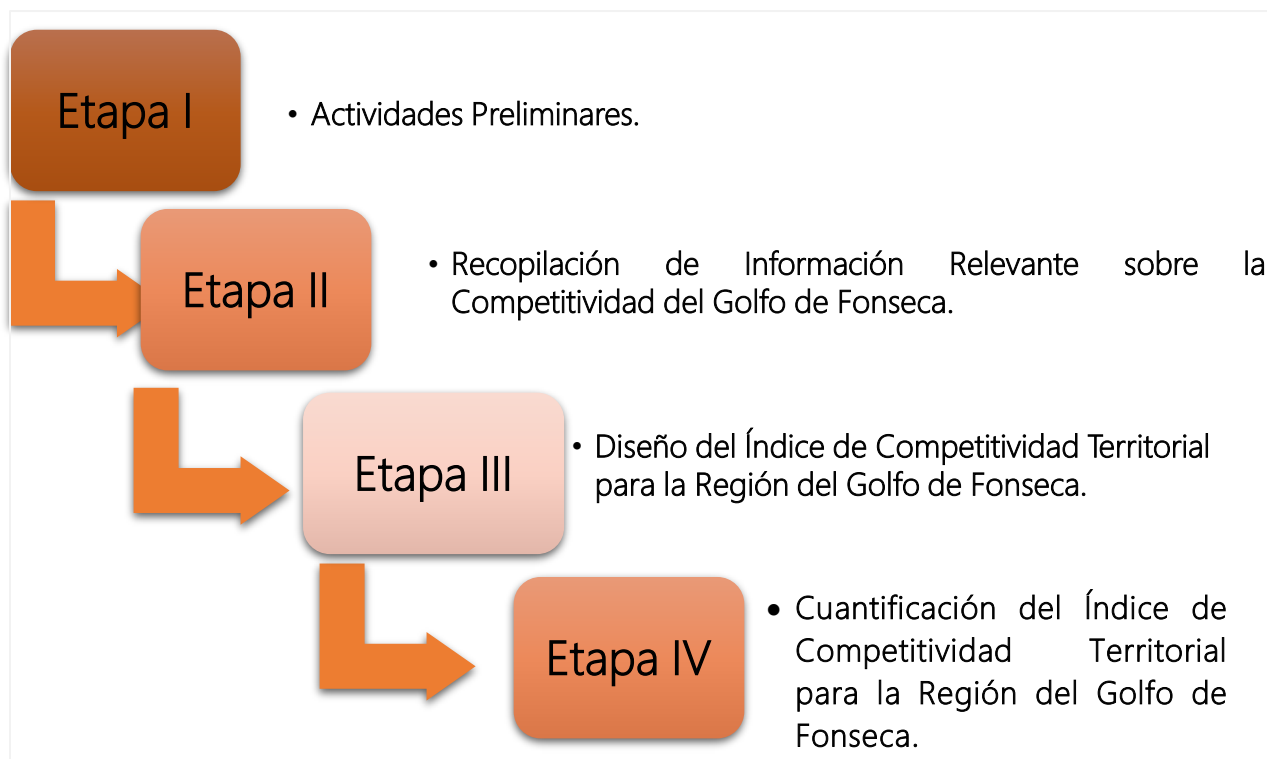 Etapa I
• Actividades Preliminares.
Etapa II
• Recopilación de Información Relevante sobre la
Competitividad del Golfo de Fonseca.
Etapa III
• Diseño del Índice de Competitividad Territorial
para la Región del Golfo de Fonseca.
Etapa IV
• Cuantificación del Índice de
Competitividad Territorial
para la Región del Golfo de
Fonseca.